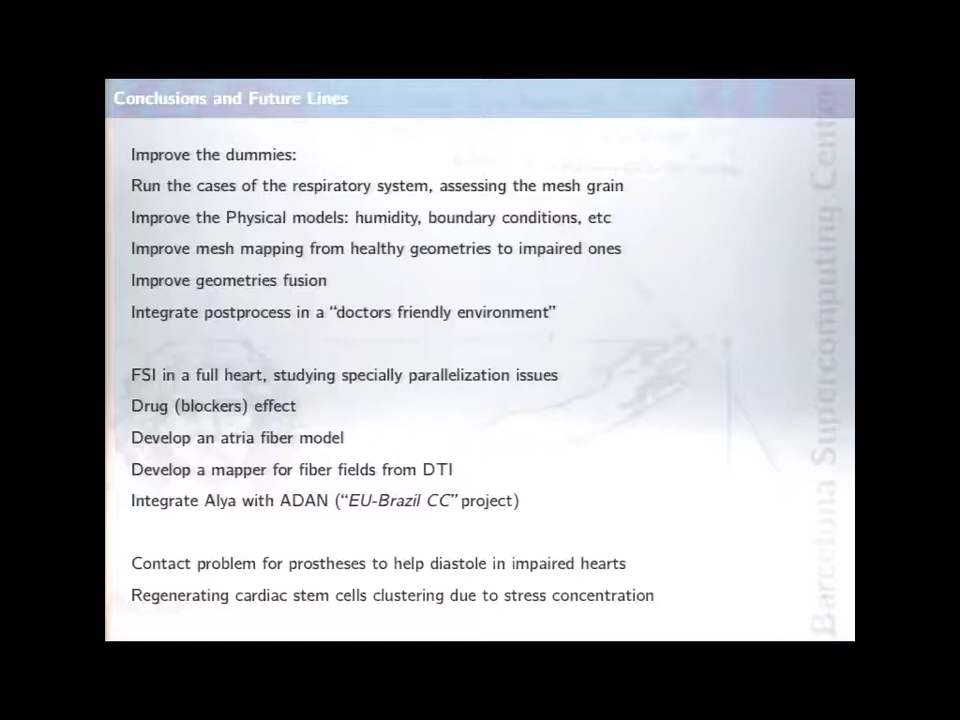 Conclusions and Future Lines
Improve the dummies:
Run the cases of the respiratory system, assessing the mesh grain
Improve the Physical models: humidity, boundary conditions, etc
Improve mesh mapping from healthy geometries to impaired ones
Improve geometries fusion
Integrate postprocess in a “doctors friendly environment”
FSI in a full heart, studying specially parallelization issues
Drug (blockers) effect
Develop an atria fiber model
Develop a mapper for fiber fields from DTI
Integrate Alya with ADAN (“EU-Brazil CC” project)
Contact problem for prostheses to help diastole in impaired hearts
Regenerating cardiac stem cells clustering due to stress concentration
Barcelona Supercomputing Center